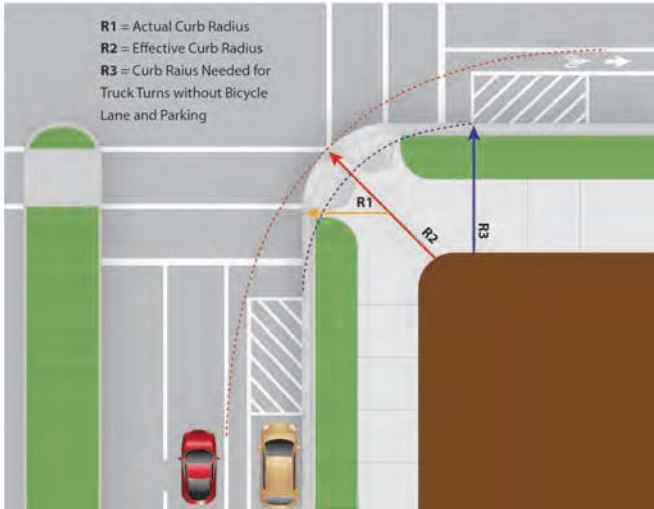 R1 = Actual Curb Radius
R2 = Effective Curb Radius
R3 = Curb Raius Needed for
Truck Turns without Bicycle
Lane and Parking
R1
R2
R3